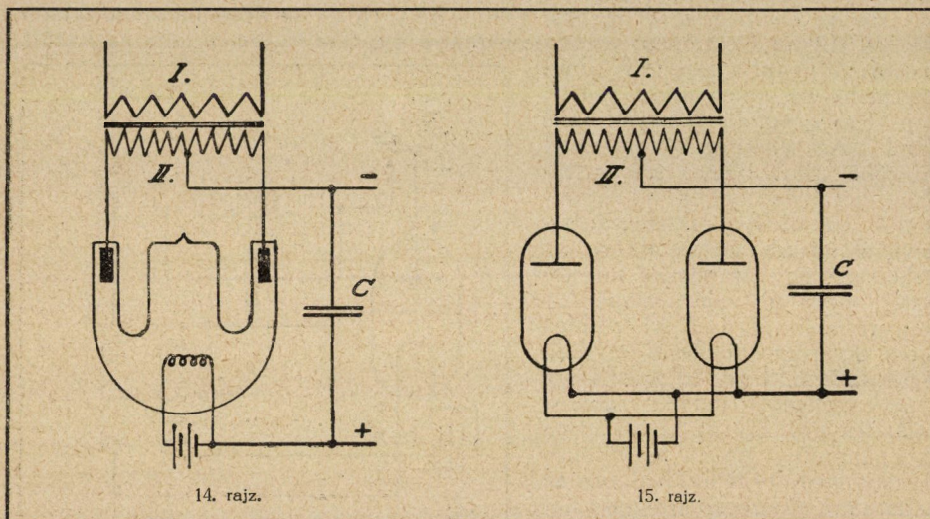 I.
II.
−
C
+
14. rajz.
I.
II.
−
C
+
15. rajz.